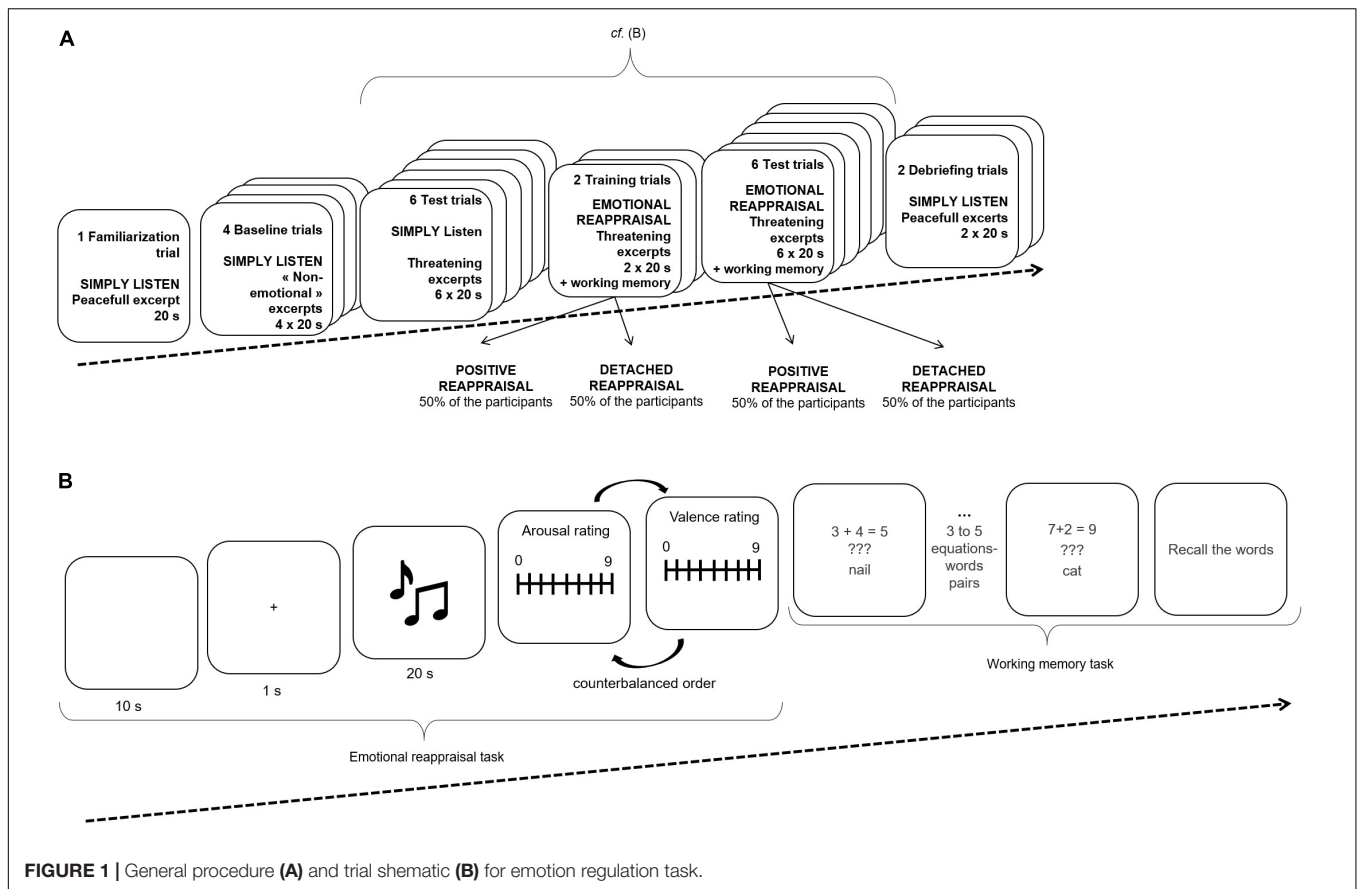 A
cf. (B)
1 Familiarization
trial
SIMPLY LISTEN
Peacefull excerpt
20 s
4 Baseline trials
SIMPLY LISTEN
« Non-
emotional »
excerpts
4 x 20 s
6 Test trials
SIMPLY Listen
Threatening
excerpts
6 x 20 s
2 Training trials
EMOTIONAL
REAPPRAISAL
Threatening
excerpts
2 x 20 s
+ working memory
6 Test trials
EMOTIONAL
REAPPRAISAL
Threatening
excerpts
6 x 20 s
+ working memory
2 Debriefing trials
SIMPLY LISTEN
Peacefull excerts
2 x 20 s
POSITIVE
REAPPRAISAL
50% of the participants
DETACHED
REAPPRAISAL
50% of the participants
POSITIVE
REAPPRAISAL
50% of the participants
DETACHED
REAPPRAISAL
50% of the participants
B
10 s
+
1 s
20 s
Arousal rating
0 9
Valence rating
0 9
counterbalanced order
Emotional reappraisal task
3 + 4 = 5
???
nail
...
3 to 5
equations-
words
pairs
7+2 = 9
???
cat
Recall the words
Working memory task
FIGURE 1 | General procedure (A) and trial shematic (B) for emotion regulation task.